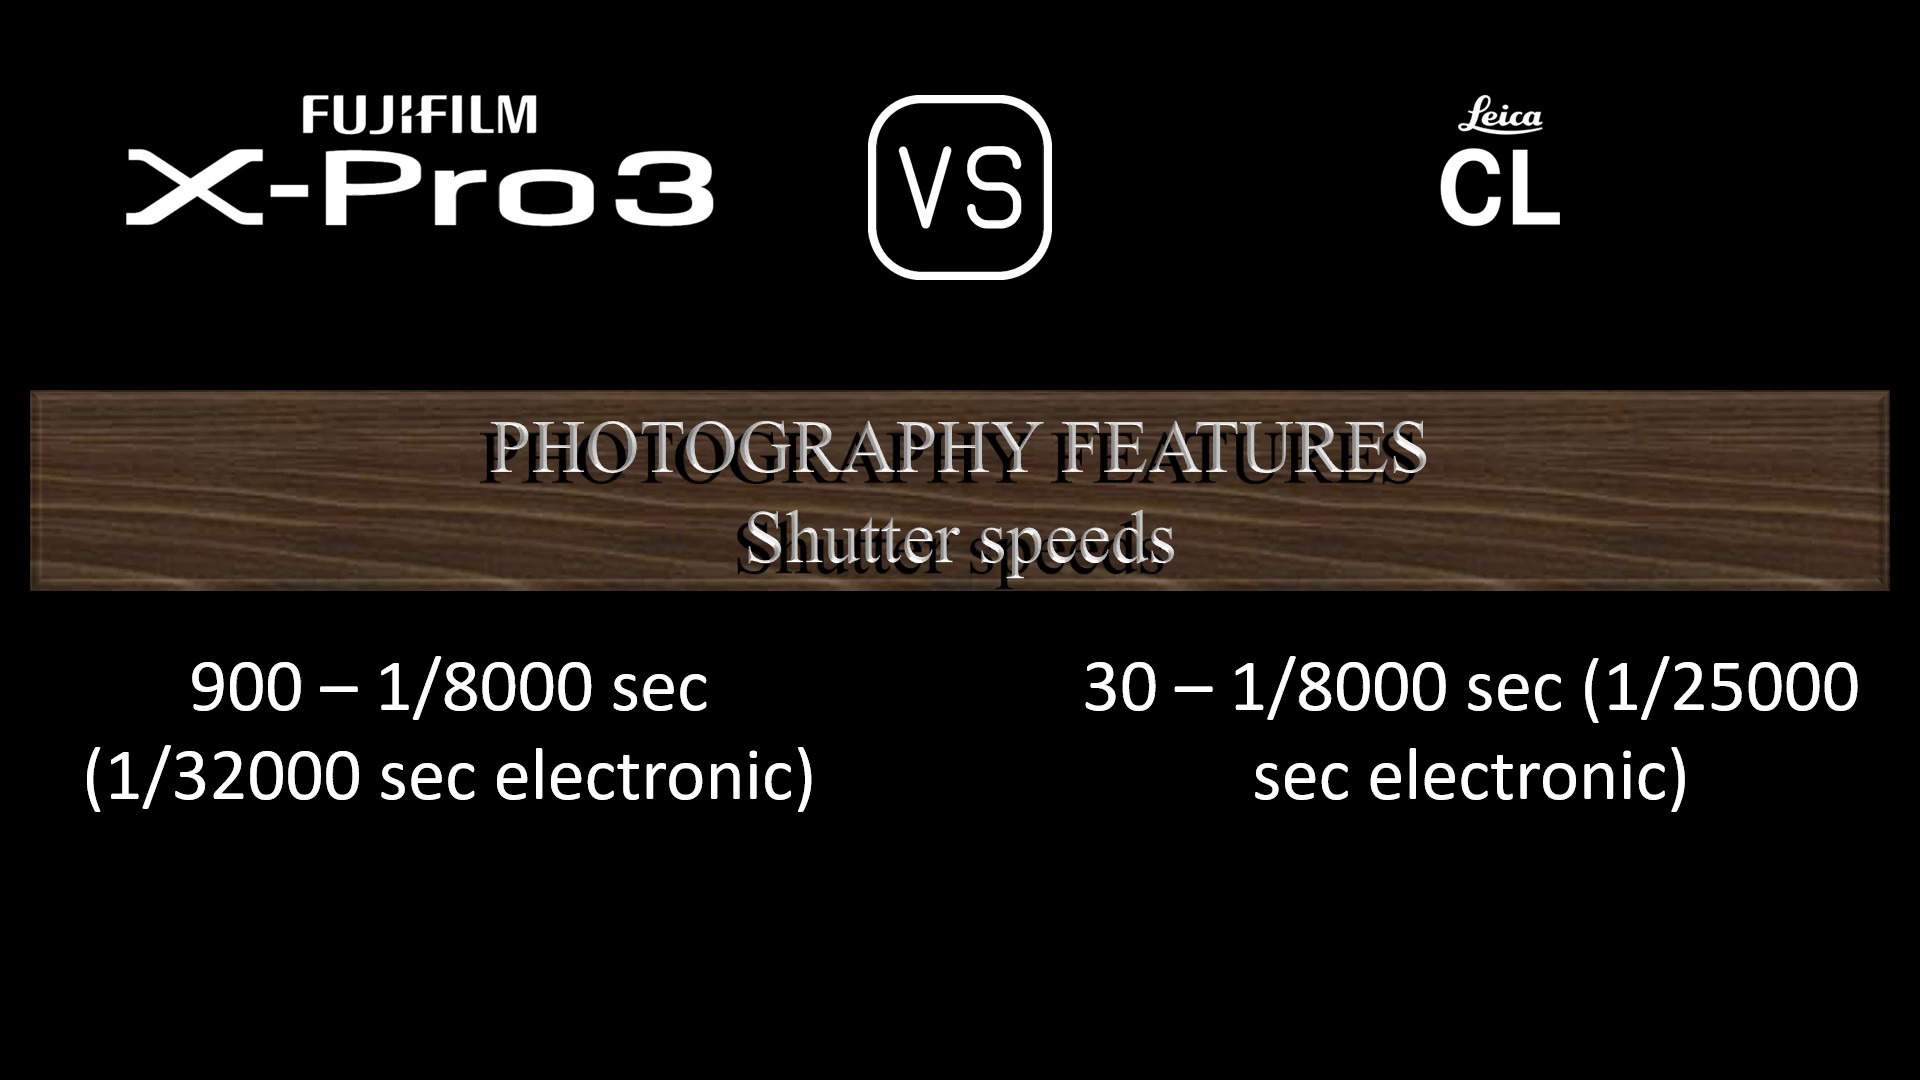 FUJIFILM
X-Pro3
VS
Leica
CL
PHOTOGRAPHY FEATURES
Shutter speeds
900 – 1/8000 sec
(1/32000 sec electronic)
30 – 1/8000 sec (1/25000
sec electronic)